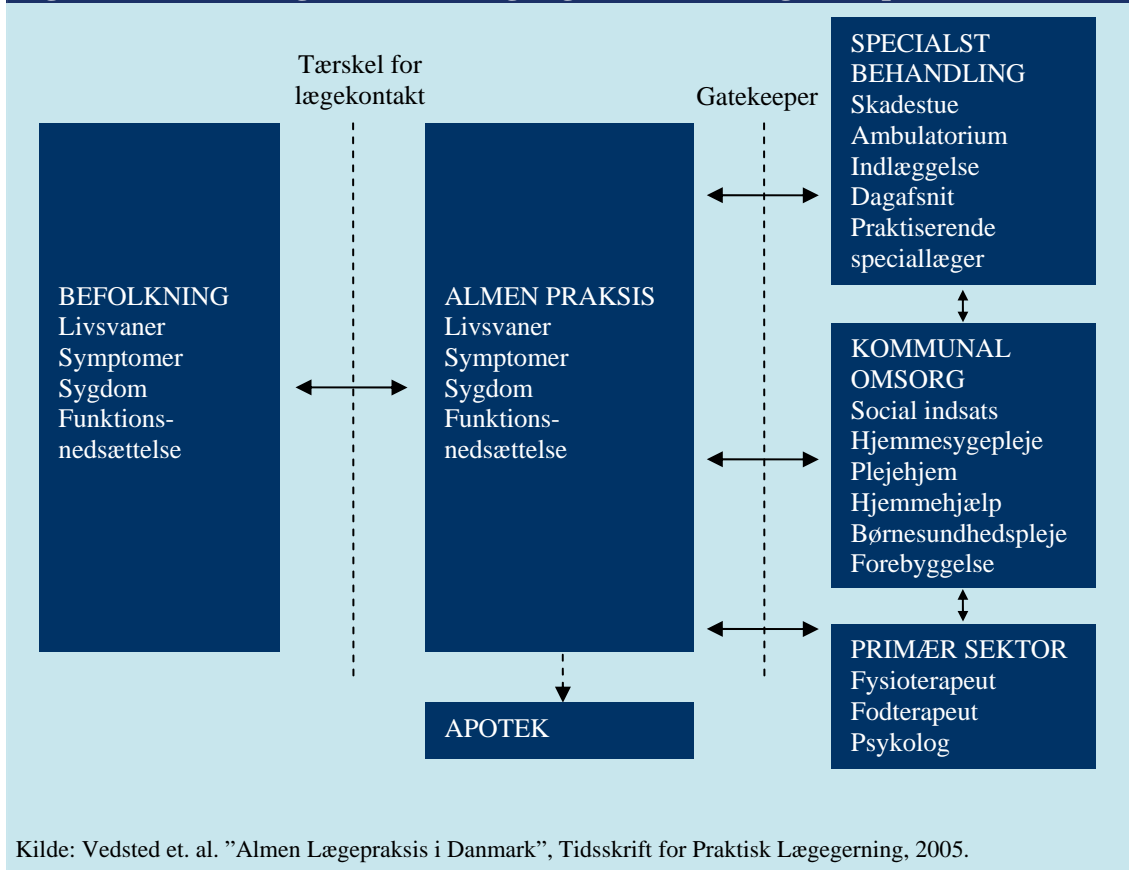 Tærskel for
lægekontakt
Gatekeeper
BEFOLKNING
Livsvaner
Symptomer
Sygdom
Funktions-
nedsættelse
ALMEN PRAKSIS
Livsvaner
Symptomer
Sygdom
Funktions-
nedsættelse
APOTEK
SPECIALST
BEHANDLING
Skadestue
Ambulatorium
Indlæggelse
Dagafsnit
Praktiserende
speciallæger
KOMMUNAL
OMSORG
Social indsats
Hjemmesygepleje
Plejehjem
Hjemmehjælp
Børnesundhedspleje
Forebyggelse
PRIMÆR SEKTOR
Fysioterapeut
Fodterapeut
Psykolog
Kilde: Vedsted et. al. ”Almen Lægepraksis i Danmark”, Tidsskrift for Praktisk Lægegerning, 2005.